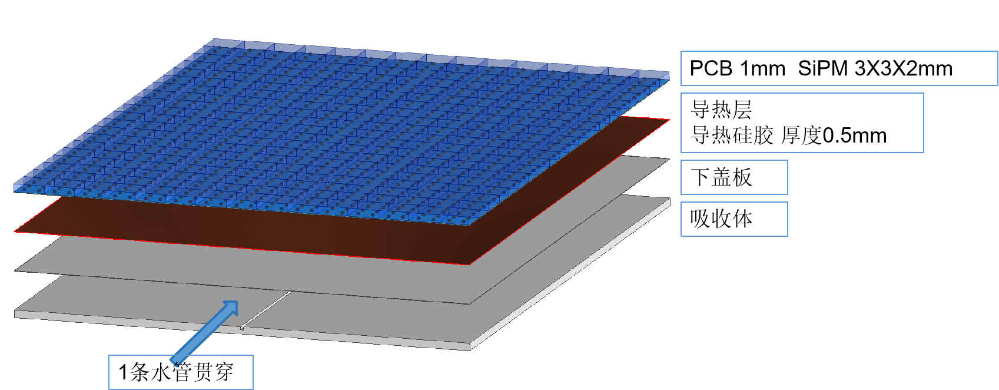 PCB 1mm  SiPM 3X3X2mm
导热层
导热硅胶 厚度0.5mm
下盖板
吸收体
1条水管贯穿